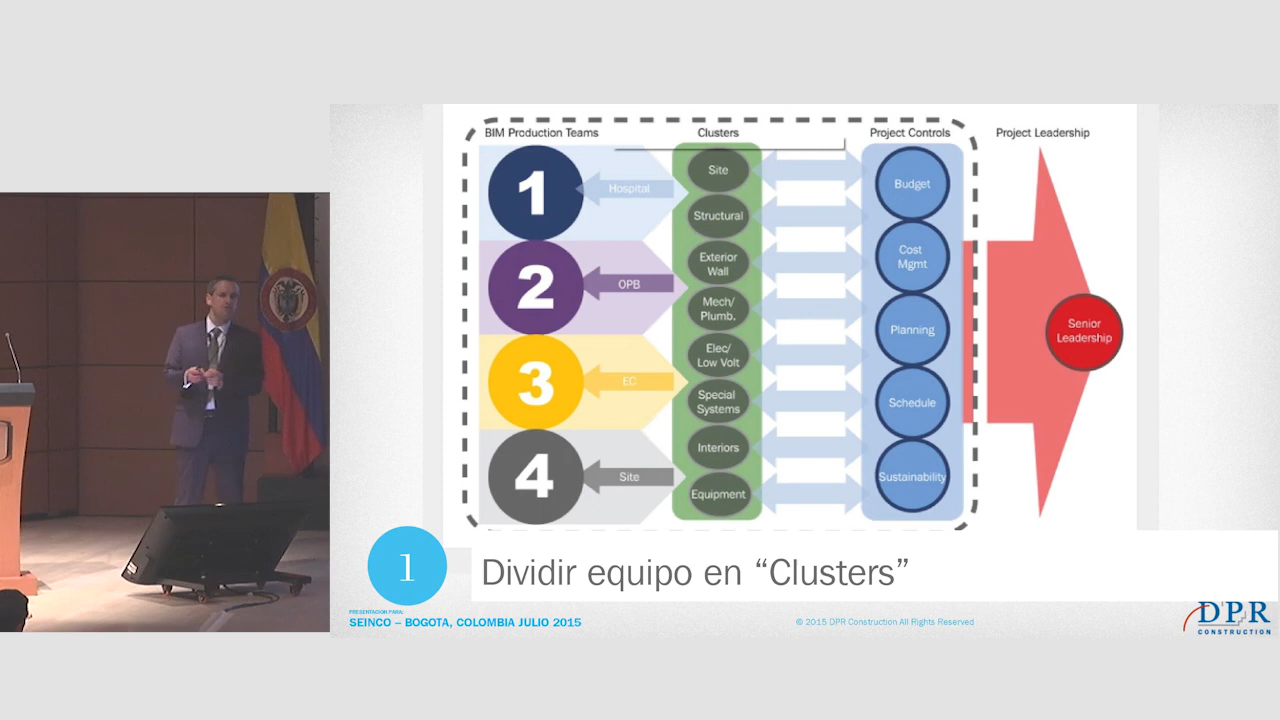 BIM Production Teams
Clusters
Project Controls
Project Leadership
1
Hospital
2
OPB
3
EC
4
Site
Site
Structural
Exterior
Wall
Mech/
Plumb.
Elec/
Low Volt
Special
Systems
Interiors
Equipment
Budget
Cost
Mgmt
Planning
Schedule
Sustainability
Senior
Leadership
1
Dividir equipo en “Clusters”
PRESENTACION PARA:
SEINCO – BOGOTA, COLOMBIA JULIO 2015
© 2015 DPR Construction All Rights Reserved
DPR
CONSTRUCTION